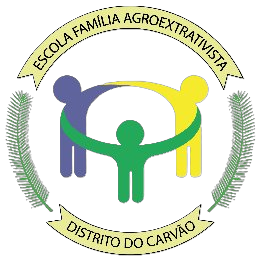 ESCOLA FAMÍLIA AGROEXTRATIVISTA
DISTRITO DO CARVÃO